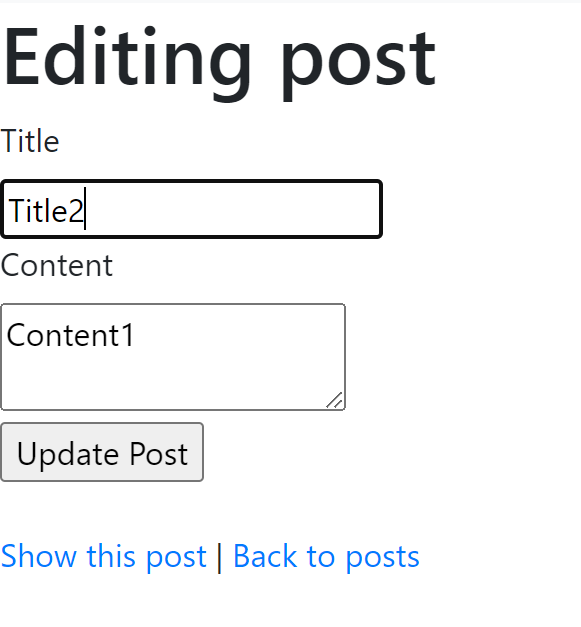 Editing post
Title
Title2
Content
Content1
Update Post
Show this post | Back to posts